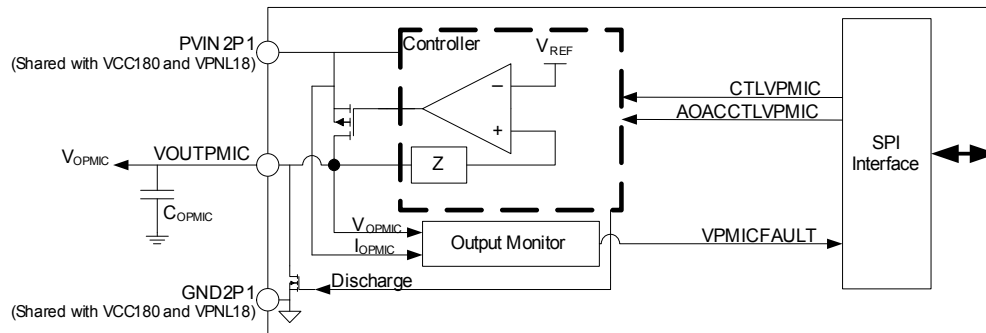 PVIN2P1
(Shared with VCC180 and VPNL18)
Controller
VREF
−
+
Z
CTLVPMIC
AOACCTLVPMIC
SPI
Interface
VOPMIC
VOUTPMIC
COPMIC
VOPMIC
IOPMIC
Output Monitor
VPMICFAULT
Discharge
GND2P1
(Shared with VCC180 and VPNL18)